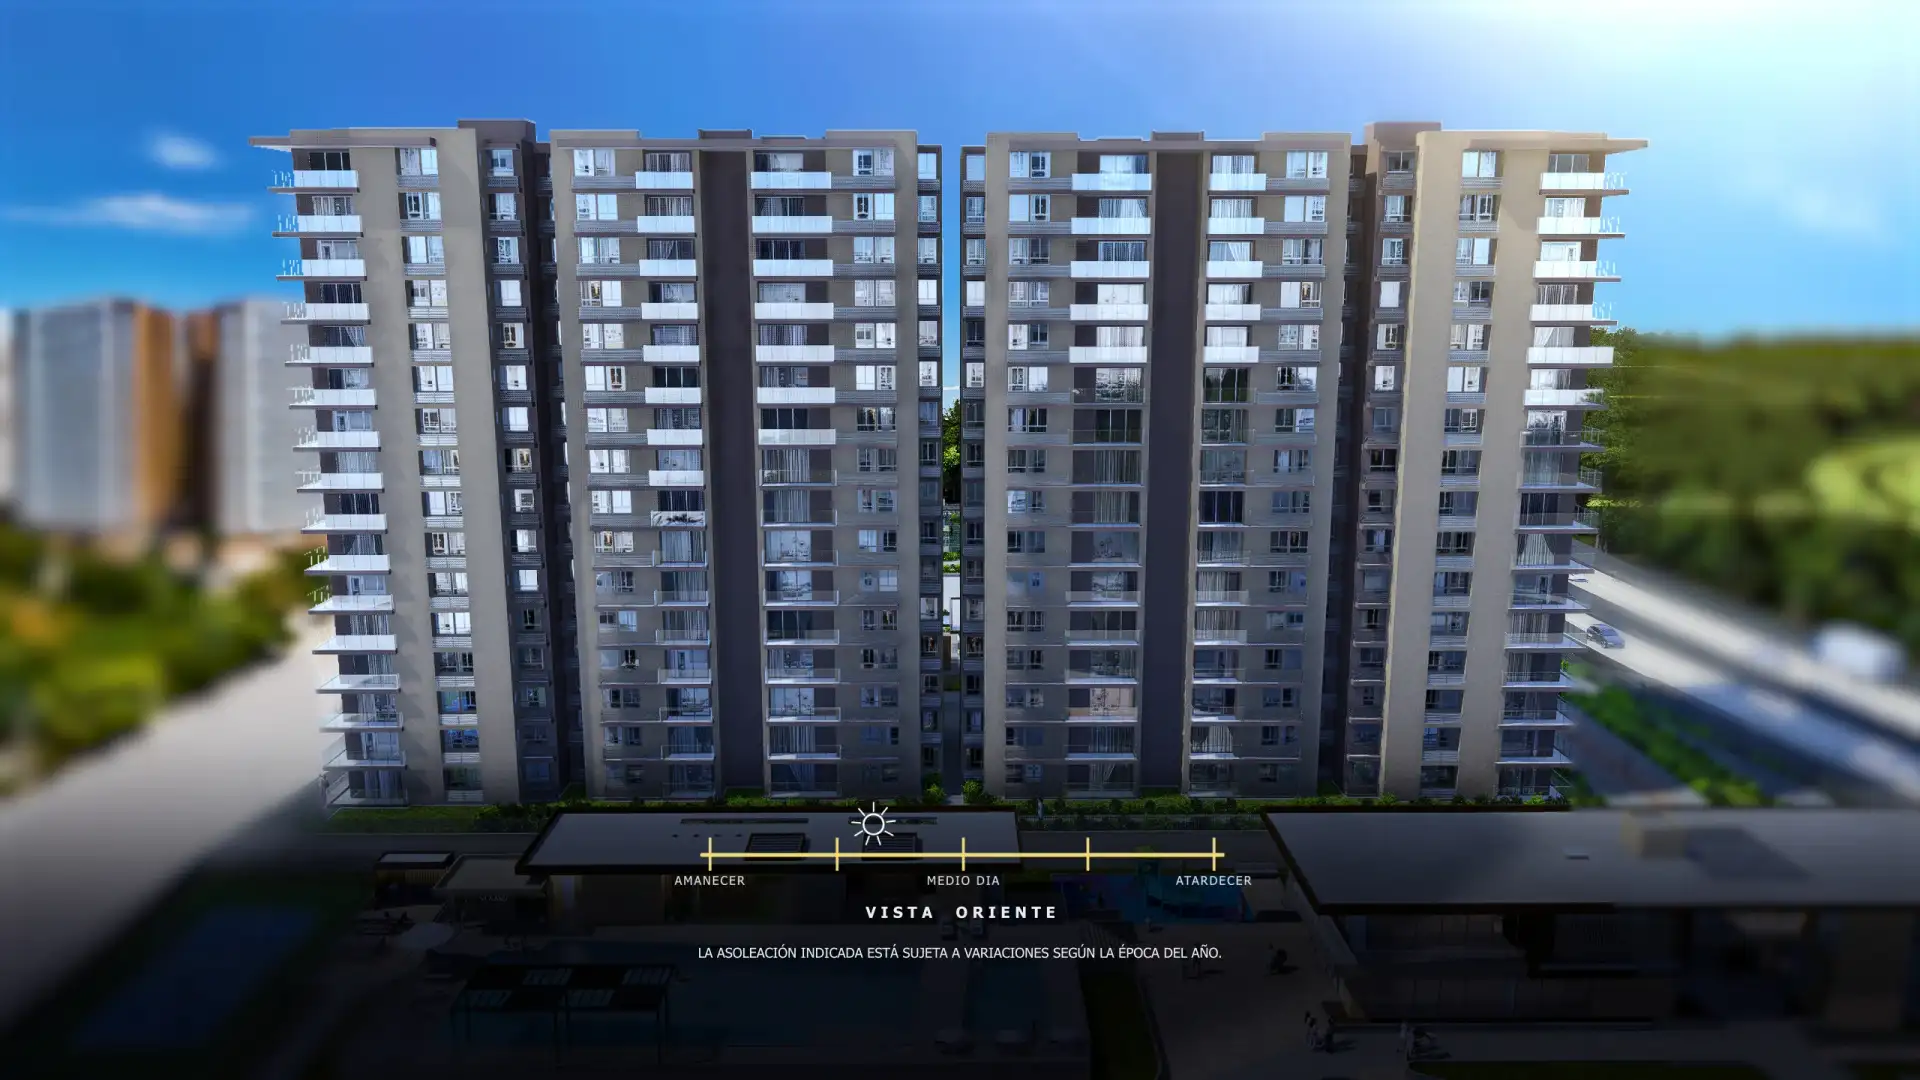 AMANECER
MEDIO DIA
ATARDECER
VISTA ORIENTE
LA ASOLEACIÓN INDICADA ESTÁ SUJETA A VARIACIONES SEGÚN LA ÉPOCA DEL AÑO.